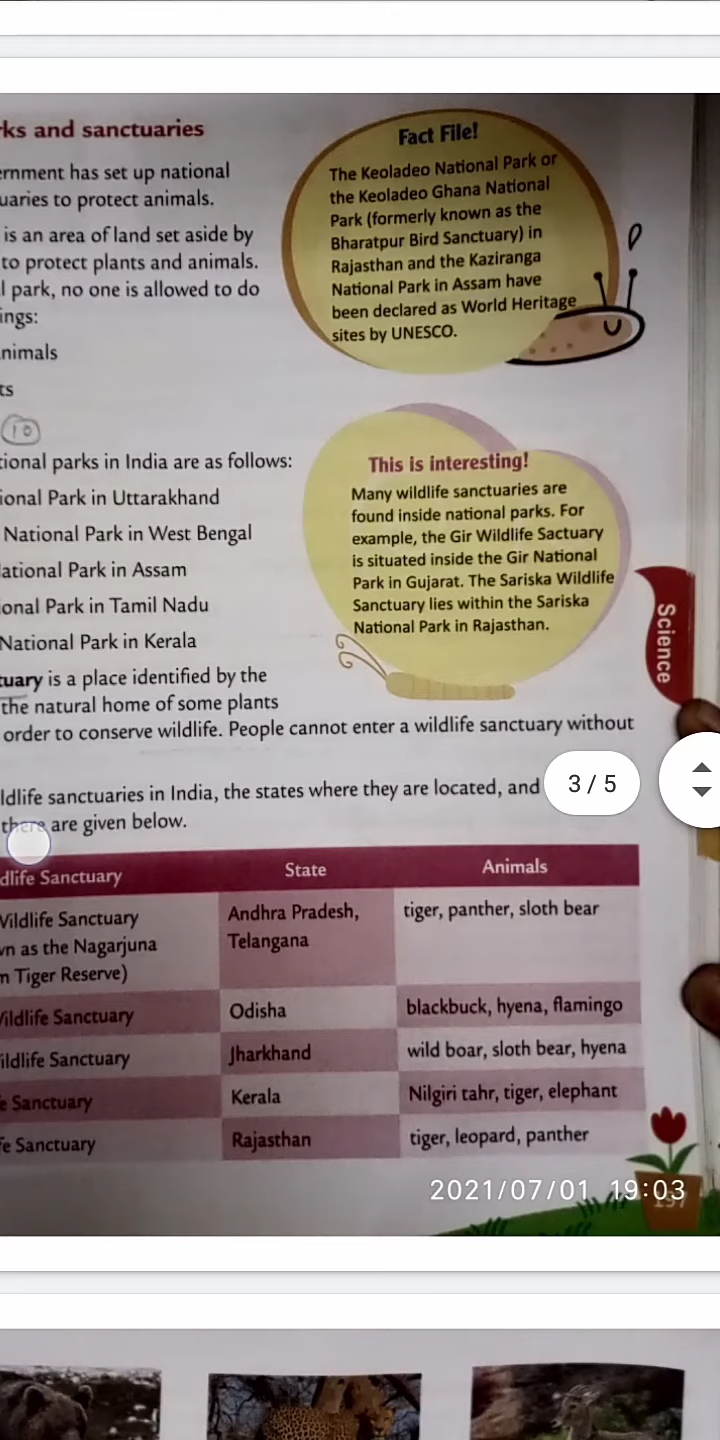 rks and sanctuaries
ernment has set up national
uaries to protect animals.
is an area of land set aside by
to protect plants and animals.
l park, no one is allowed to do
ings:
nimals
ts
10
tional parks in India are as follows:
ional Park in Uttarakhand
National Park in West Bengal
ational Park in Assam
ional Park in Tamil Nadu
National Park in Kerala
tuary is a place identified by the
the natural home of some plants
order to conserve wildlife. People cannot enter a wildlife sanctuary without
Fact File!
The Keoladeo National Park or
the Keoladeo Ghana National
Park (formerly known as the
Bharatpur Bird Sanctuary) in
Rajasthan and the Kaziranga
National Park in Assam have
been declared as World Heritage
sites by UNESCO.
This is interesting!
Many wildlife sanctuaries are
found inside national parks. For
example, the Gir Wildlife Sactuary
is situated inside the Gir National
Park in Gujarat. The Sariska Wildlife
Sanctuary lies within the Sariska
National Park in Rajasthan.
Science
3 / 5
ldlife sanctuaries in India, the states where they are located, and
there are given below.
dlife Sanctuary State Animals
Wildlife Sanctuary Andhra Pradesh, tiger, panther, sloth bear
wn as the Nagarjuna Telangana
m Tiger Reserve)
Wildlife Sanctuary Odisha blackbuck, hyena, flamingo
ildlife Sanctuary Jharkhand wild boar, sloth bear, hyena
e Sanctuary Kerala Nilgiri tahr, tiger, elephant
fe Sanctuary Rajasthan tiger, leopard, panther
2021/07/01 19:03